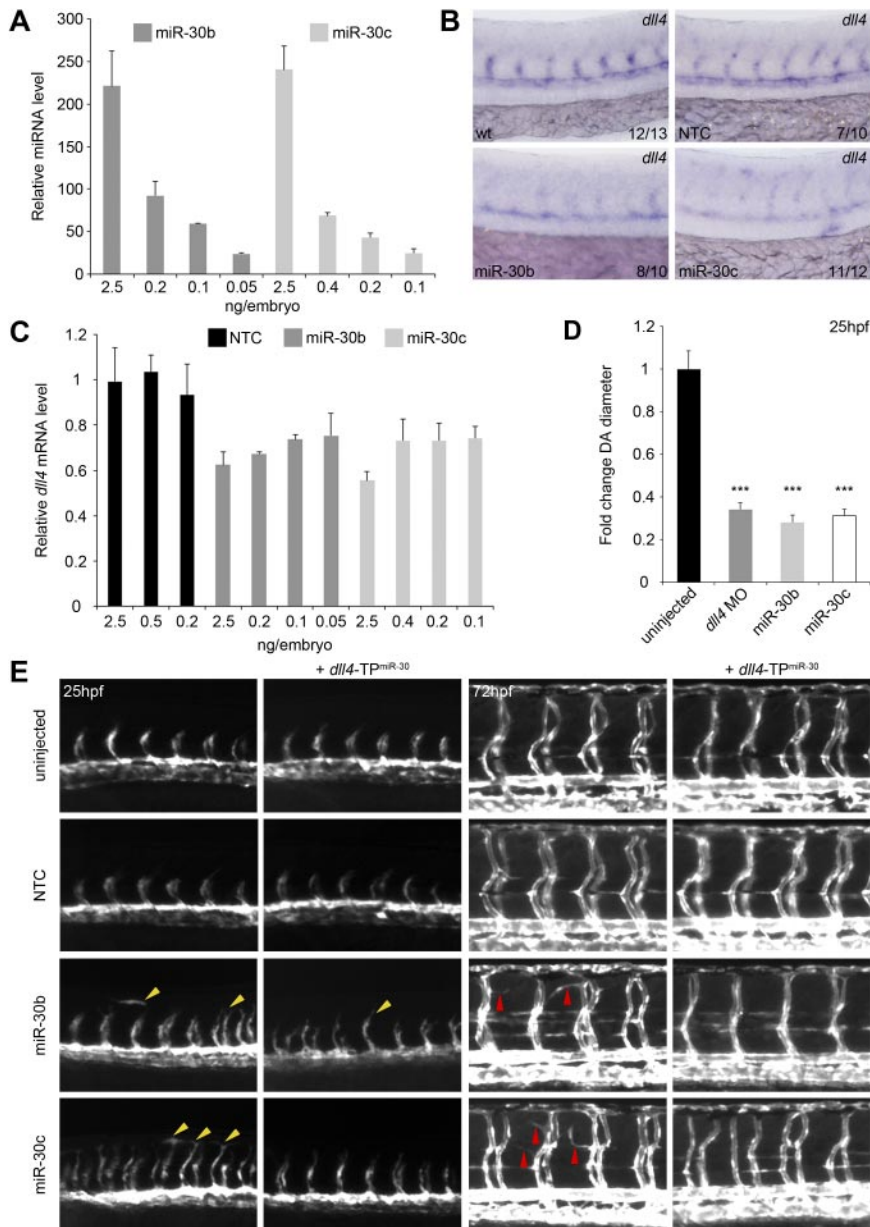 A
miR-30b
miR-30c
Relative miRNA level
300
250
200
150
100
50
0
2.5 0.2 0.1 0.05 2.5 0.4 0.2 0.1
ng/embryo
B
dll4
wt
12/13
dll4
NTC
7/10
dll4
miR-30b
8/10
dll4
miR-30c
11/12
C
NTC
miR-30b
miR-30c
Relative dll4 mRNA level
1.2
1
0.8
0.6
0.4
0.2
0
2.5 0.5 0.2 2.5 0.2 0.1 0.05 2.5 0.4 0.2 0.1
ng/embryo
D
25hpf
Fold change DA diameter
1.2
1
0.8
0.6
0.4
0.2
0
*** *** ***
uninjected
dll4 MO
miR-30b
miR-30c
E
+ dll4-TPmiR-30
+ dll4-TPmiR-30
25hpf
72hpf
uninjected
NTC
miR-30b
miR-30c